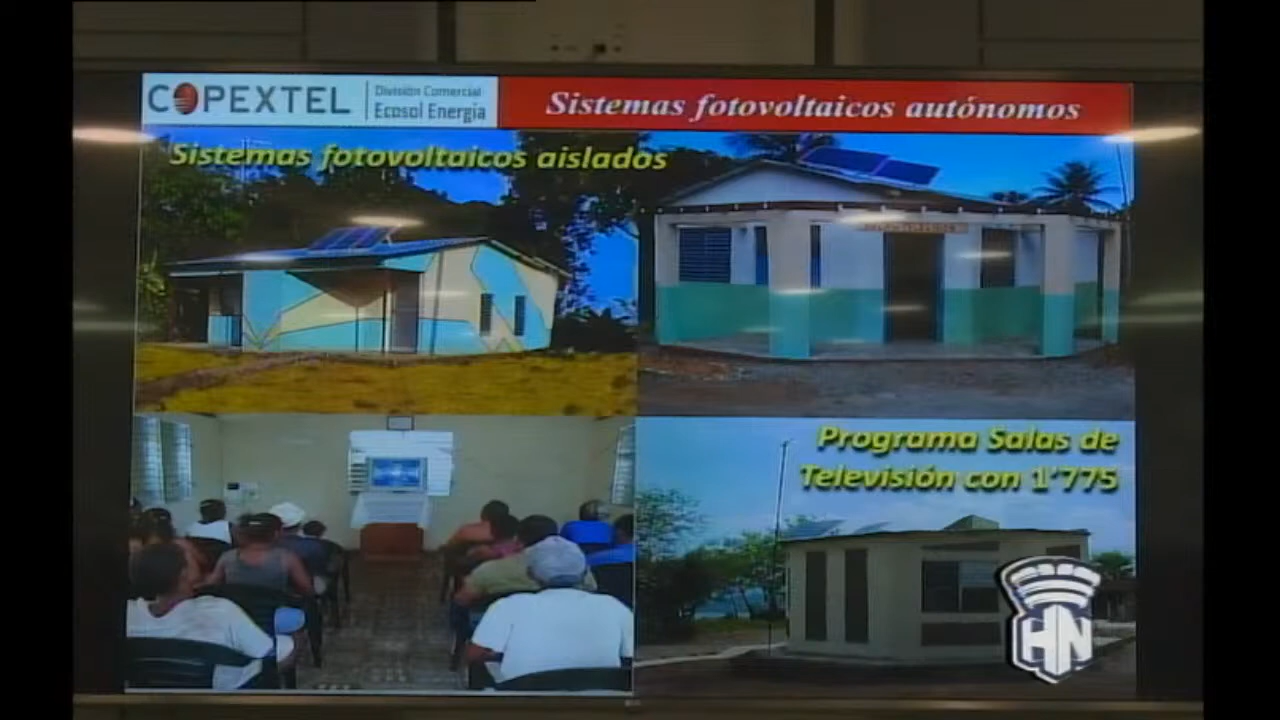 COPEXTEL
División Comercial
Ecosol Energía
Sistemas fotovoltaicos autónomos
Sistemas fotovoltaicos aislados
Programa Salas de
Televisión con 1'775
HN